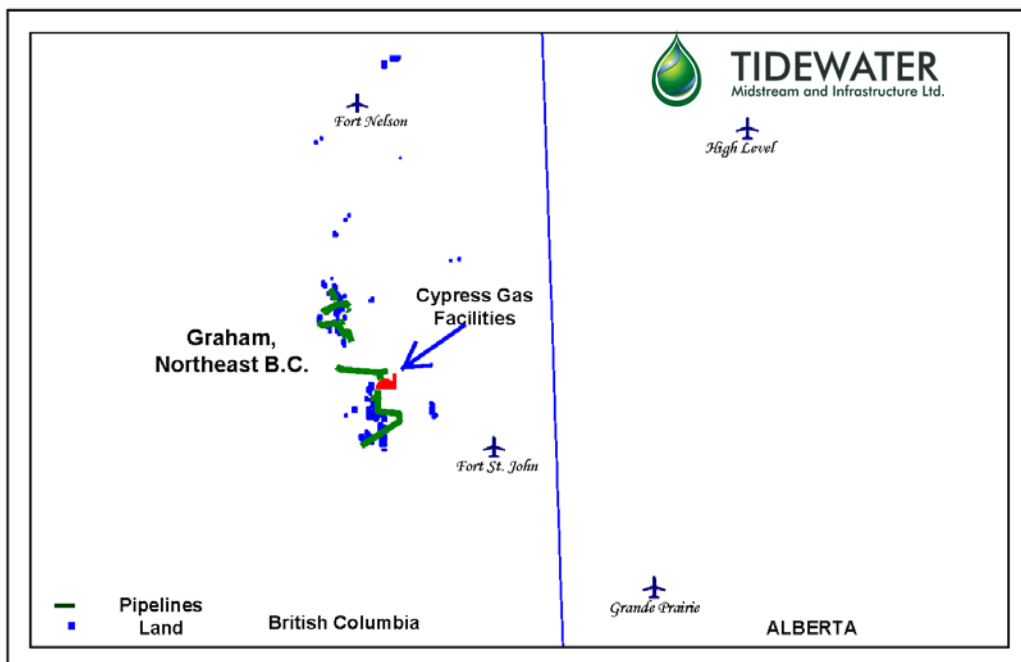 TIDEWATER
Midstream and Infrastructure Ltd.
Fort Nelson
High Level
Cypress Gas
Facilities
Graham,
Northeast B.C.
Fort St. John
Grande Prairie
Pipelines
Land
British Columbia
ALBERTA